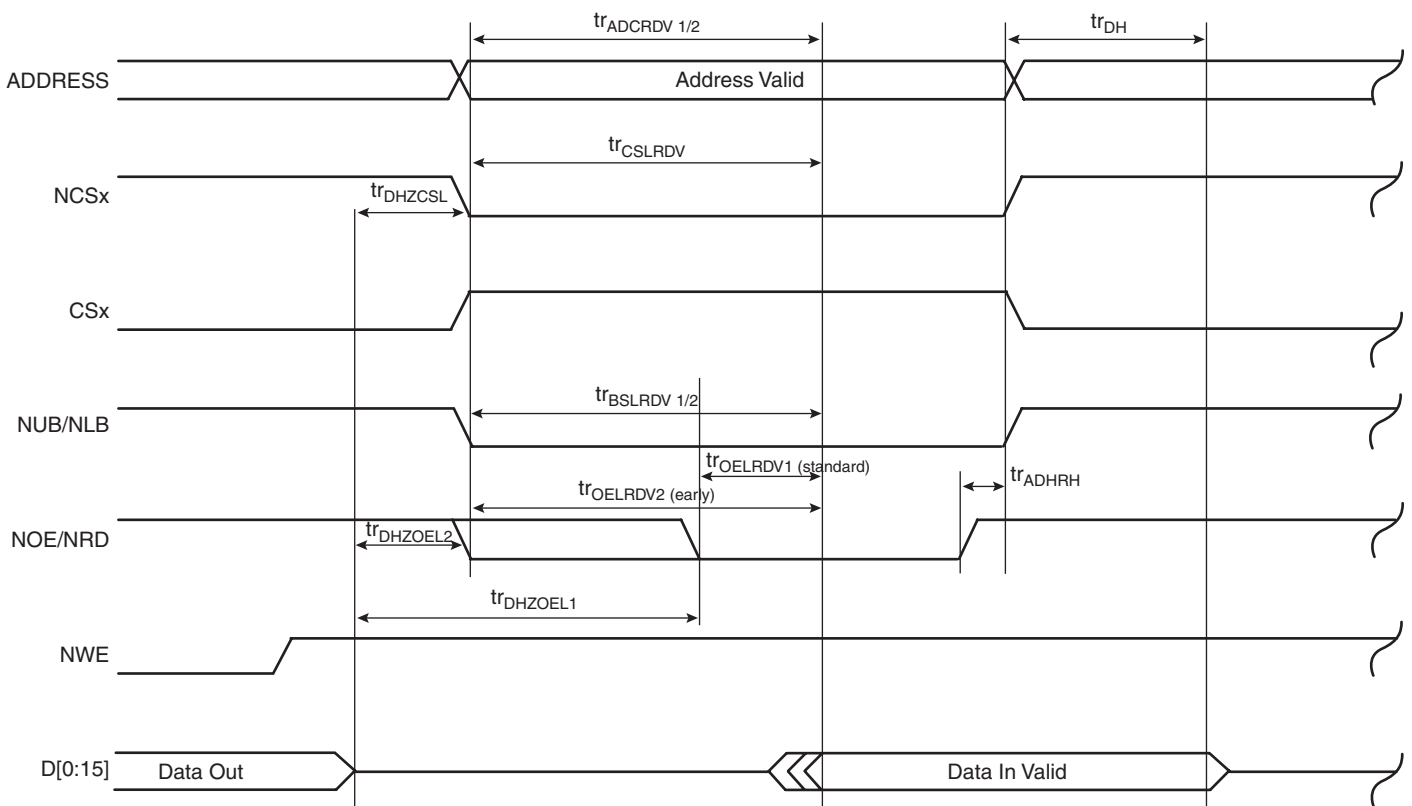 trADCRDV 1/2
trDH
ADDRESS
Address Valid
trCSLRDV
NCSx
trDHZCSL
CSx
trBSLRDV 1/2
NUB/NLB
trOELRDV1 (standard)
trADHRH
trOELRDV2 (early)
NOE/NRD
trDHZOEL2
trDHZOEL1
NWE
D[0:15]
Data Out
Data In Valid